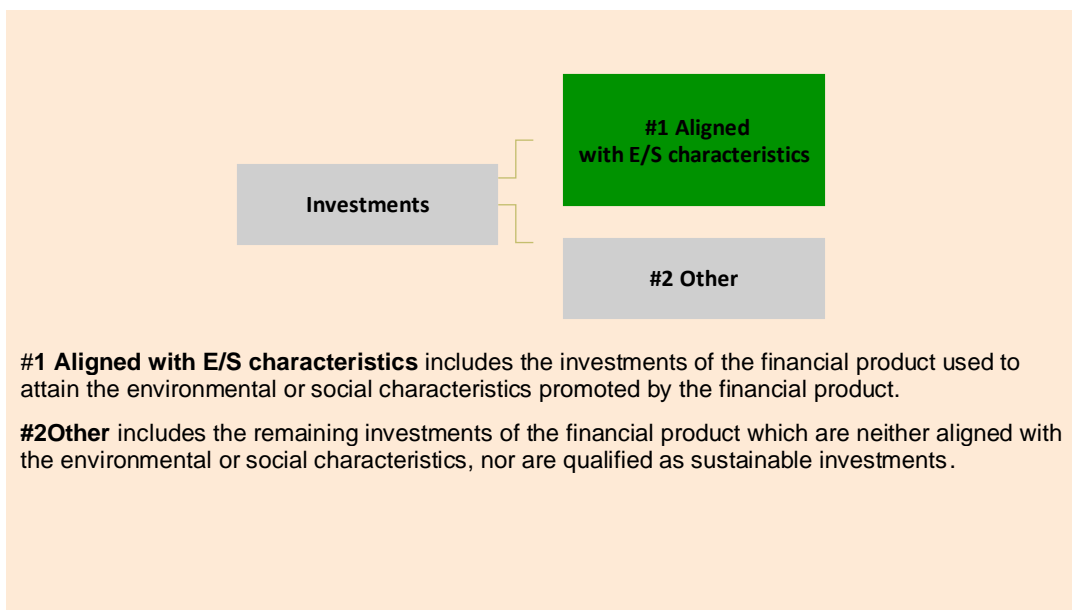 #1 Aligned
with E/S characteristics
Investments
#2 Other
#1 Aligned with E/S characteristics includes the investments of the financial product used to
attain the environmental or social characteristics promoted by the financial product.
#2Other includes the remaining investments of the financial product which are neither aligned with
the environmental or social characteristics, nor are qualified as sustainable investments.